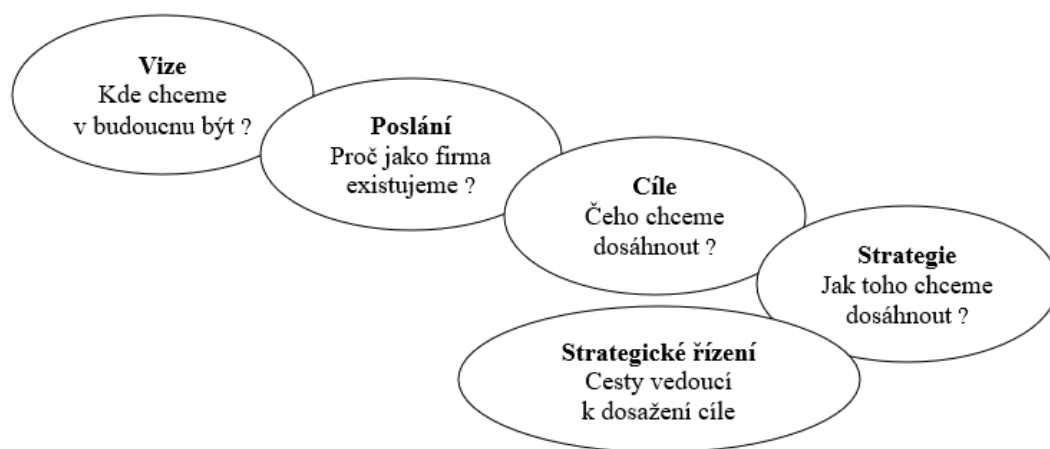 Vize
Kde chceme
v budoucnu být ?
Poslání
Proč jako firma
existujeme ?
Cíle
Čeho chceme
dosáhnout ?
Strategie
Jak toho chceme
dosáhnout ?
Strategické řízení
Cesty vedoucí
k dosažení cíle